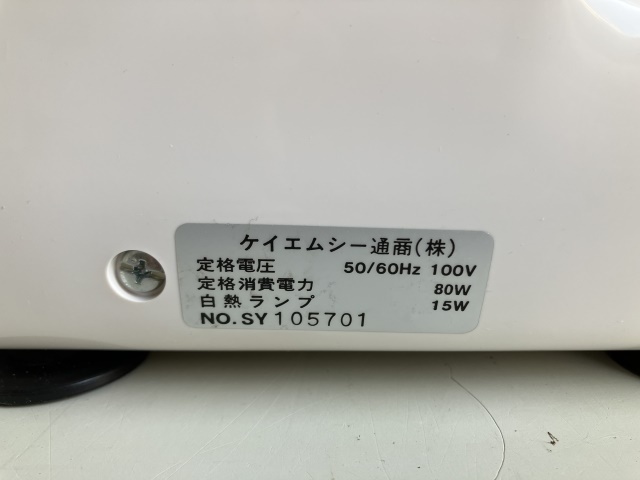 ケイエムシー通商(株)
定格電圧 50/60Hz 100V
定格消費電力 80W
白熱ランプ 15W
NO.SY105701